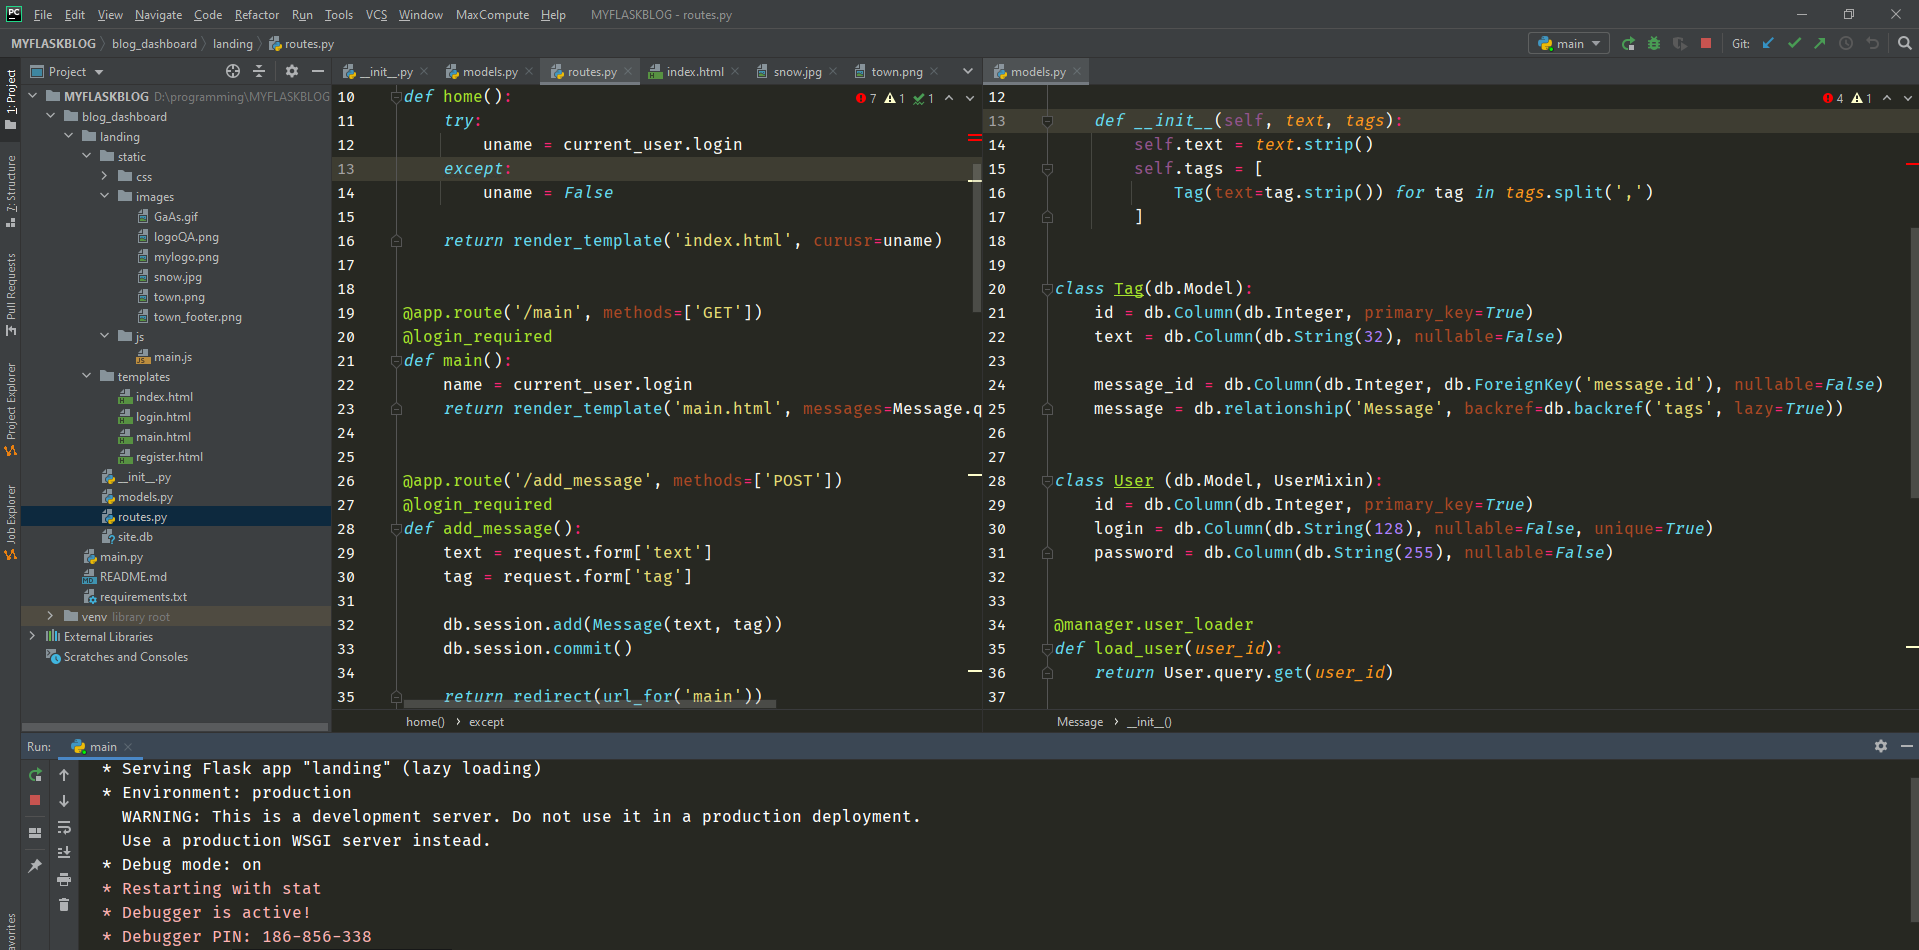 PC File Edit View Navigate Code Refactor Run Tools VCS Window MaxCompute Help MYFLASKBLOG - routes.py
MYFLASKBLOG blog_dashboard landing routes.py main Git:
1: Project
7: Structure
Pull Requests
Project Explorer
Job Explorer
avorites
Project
MYFLASKBLOG D:\programming\MYFLASKBLOG
blog_dashboard
landing
static
css
images
GaAs.gif
logoQA.png
mylogo.png
snow.jpg
town.png
town_footer.png
js
main.js
templates
index.html
login.html
main.html
register.html
__init__.py
models.py
routes.py
site.db
main.py
README.md
requirements.txt
venv library root
External Libraries
Scratches and Consoles
__init__.py models.py routes.py index.html snow.jpg town.png
7 1 1
10 def home():
11 try:
12 uname = current_user.login
13 except:
14 uname = False
15
16 return render_template('index.html', curusr=uname)
17
18
19 @app.route('/main', methods=['GET'])
20 @login_required
21 def main():
22 name = current_user.login
23 return render_template('main.html', messages=Message.q
24
25
26 @app.route('/add_message', methods=['POST'])
27 @login_required
28 def add_message():
29 text = request.form['text']
30 tag = request.form['tag']
31
32 db.session.add(Message(text, tag))
33 db.session.commit()
34
35 return redirect(url_for('main'))
home() except
models.py
4 1
12
13 def __init__(self, text, tags):
14 self.text = text.strip()
15 self.tags = [
16 Tag(text=tag.strip()) for tag in tags.split(',')
17 ]
18
19
20 class Tag(db.Model):
21 id = db.Column(db.Integer, primary_key=True)
22 text = db.Column(db.String(32), nullable=False)
23
24 message_id = db.Column(db.Integer, db.ForeignKey('message.id'), nullable=False)
25 message = db.relationship('Message', backref=db.backref('tags', lazy=True))
26
27
28 class User (db.Model, UserMixin):
29 id = db.Column(db.Integer, primary_key=True)
30 login = db.Column(db.String(128), nullable=False, unique=True)
31 password = db.Column(db.String(255), nullable=False)
32
33
34 @manager.user_loader
35 def load_user(user_id):
36 return User.query.get(user_id)
37
Message __init__()
Run: main
* Serving Flask app "landing" (lazy loading)
* Environment: production
WARNING: This is a development server. Do not use it in a production deployment.
Use a production WSGI server instead.
* Debug mode: on
* Restarting with stat
* Debugger is active!
* Debugger PIN: 186-856-338